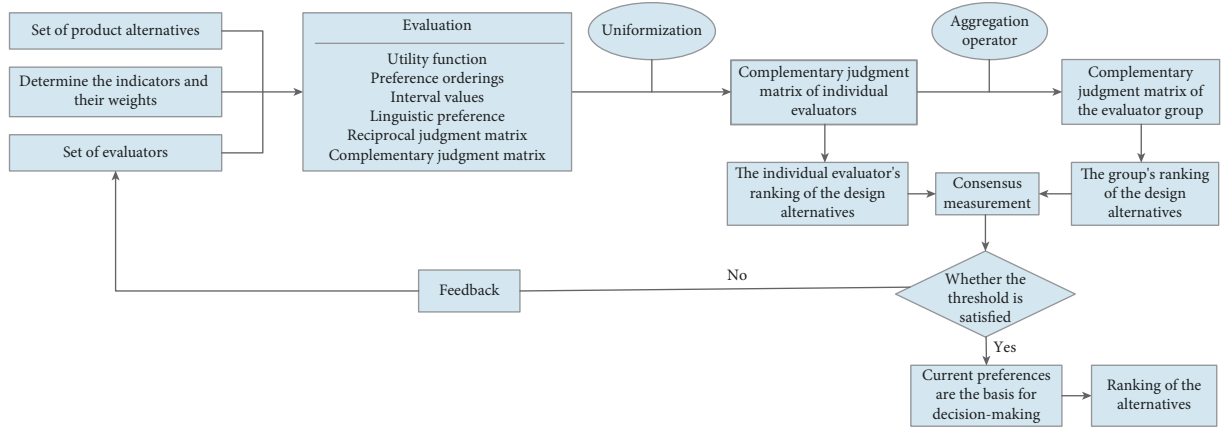 Set of product alternatives
Determine the indicators and
their weights
Set of evaluators
Evaluation
Utility function
Preference orderings
Interval values
Linguistic preference
Reciprocal judgment matrix
Complementary judgment matrix
Uniformization
Complementary judgment
matrix of individual
evaluators
Aggregation
operator
Complementary
judgment matrix of
the evaluator group
The individual evaluator's
ranking of the design
alternatives
Consensus
measurement
The group's ranking
of the design
alternatives
Feedback
No
Whether the
threshold is
satisfied
Yes
Current preferences
are the basis for
decision-making
Ranking of the
alternatives